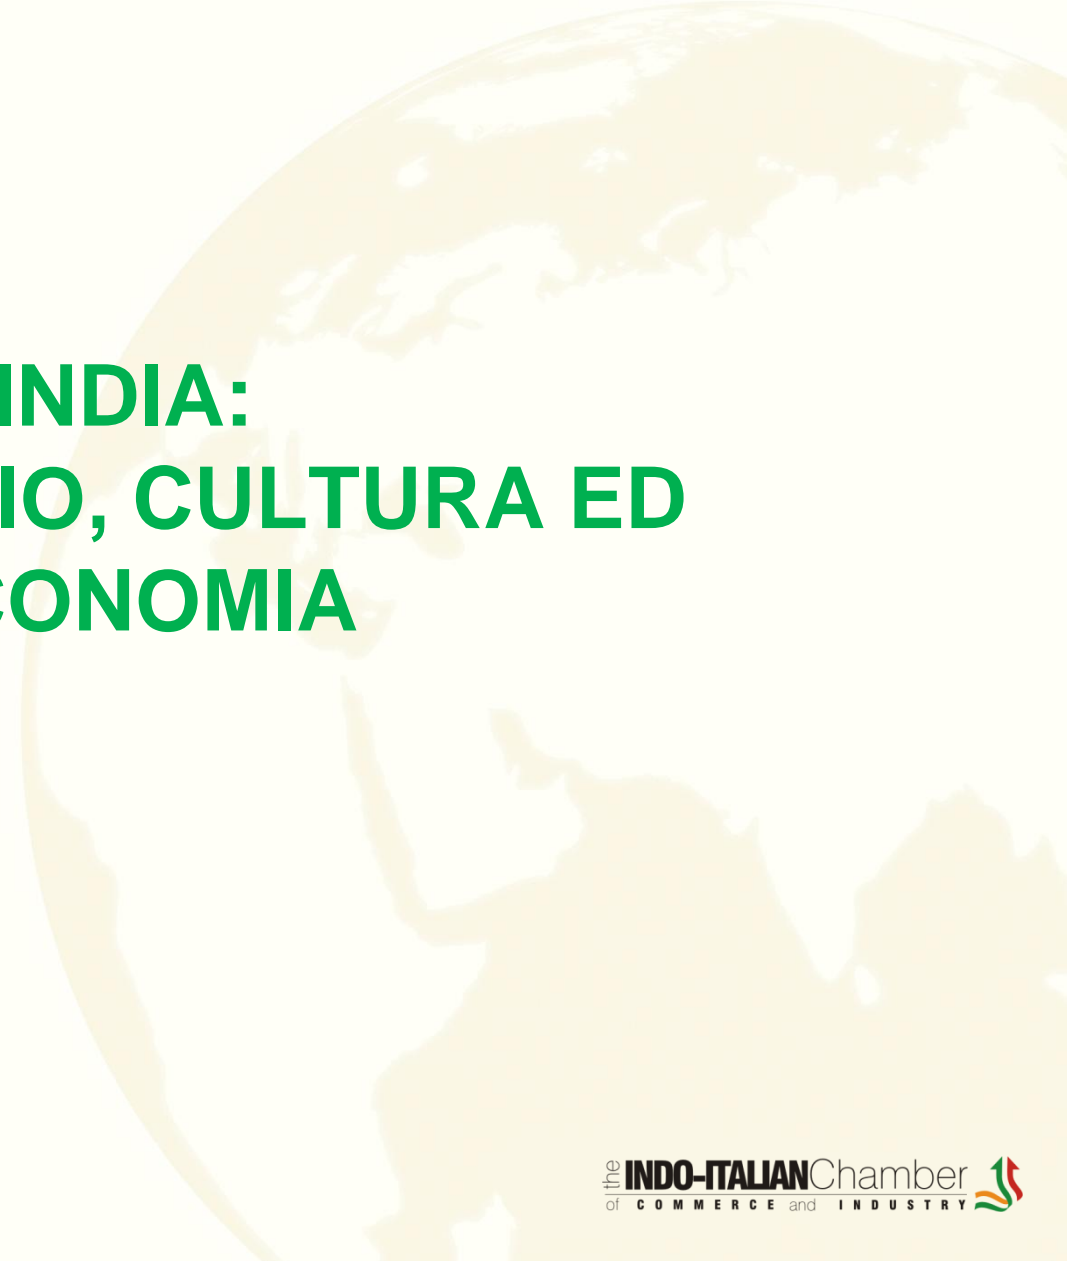 INDIA:
IO, CULTURA ED
CONOMIA
the INDO-ITALIAN Chamber
of COMMERCE and INDUSTRY